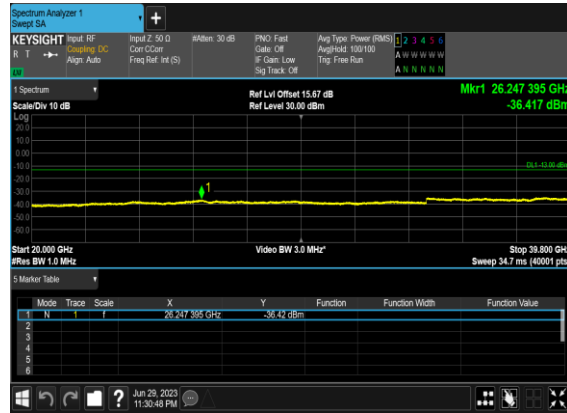 Spectrum Analyzer 1
Swept SA
+
KEYSIGHT Input: RF Input Z: 50 Ω #Atten: 30 dB PNO: Fast Avg Type: Power (RMS) 1 2 3 4 5 6
R T Coupling: DC Corr CCorr Gate: Off Avg|Hold: 100/100 A W W W W W
Align: Auto Freq Ref: Int (S) IF Gain: Low Trig: Free Run
Sig Track: Off A N N N N N
1 Spectrum
Ref Lvl Offset 15.67 dB Mkr1 26.247 395 GHz
Scale/Div 10 dB Ref Level 30.00 dBm -36.417 dBm
Log
20.0
10.0
0.00
-10.0
DL1 -13.00 dBm
-20.0
-30.0
1
-40.0
-50.0
-60.0
Start 20.000 GHz Video BW 3.0 MHz* Stop 39.800 GHz
#Res BW 1.0 MHz Sweep 34.7 ms (40001 pts)
5 Marker Table
Mode Trace Scale X Y Function Function Width Function Value
1 N 1 f 26.247 395 GHz -36.42 dBm
2
3
4
5
6
? Jun 29, 2023
11:30:48 PM